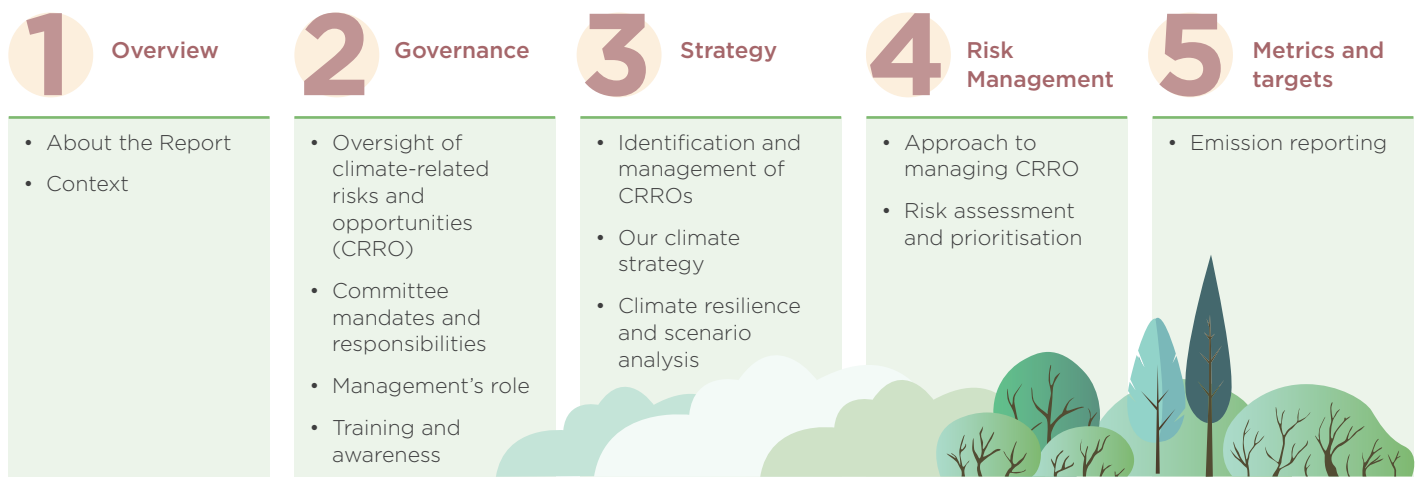 1
Overview
• About the Report
• Context
2
Governance
• Oversight of
climate-related
risks and
opportunities
(CRRO)
• Committee
mandates and
responsibilities
• Management's role
• Training and
awareness
3
Strategy
• Identification and
management of
CRROs
• Our climate
strategy
• Climate resilience
and scenario
analysis
4
Risk
Management
• Approach to
managing CRRO
• Risk assessment
and prioritisation
5
Metrics and
targets
• Emission reporting